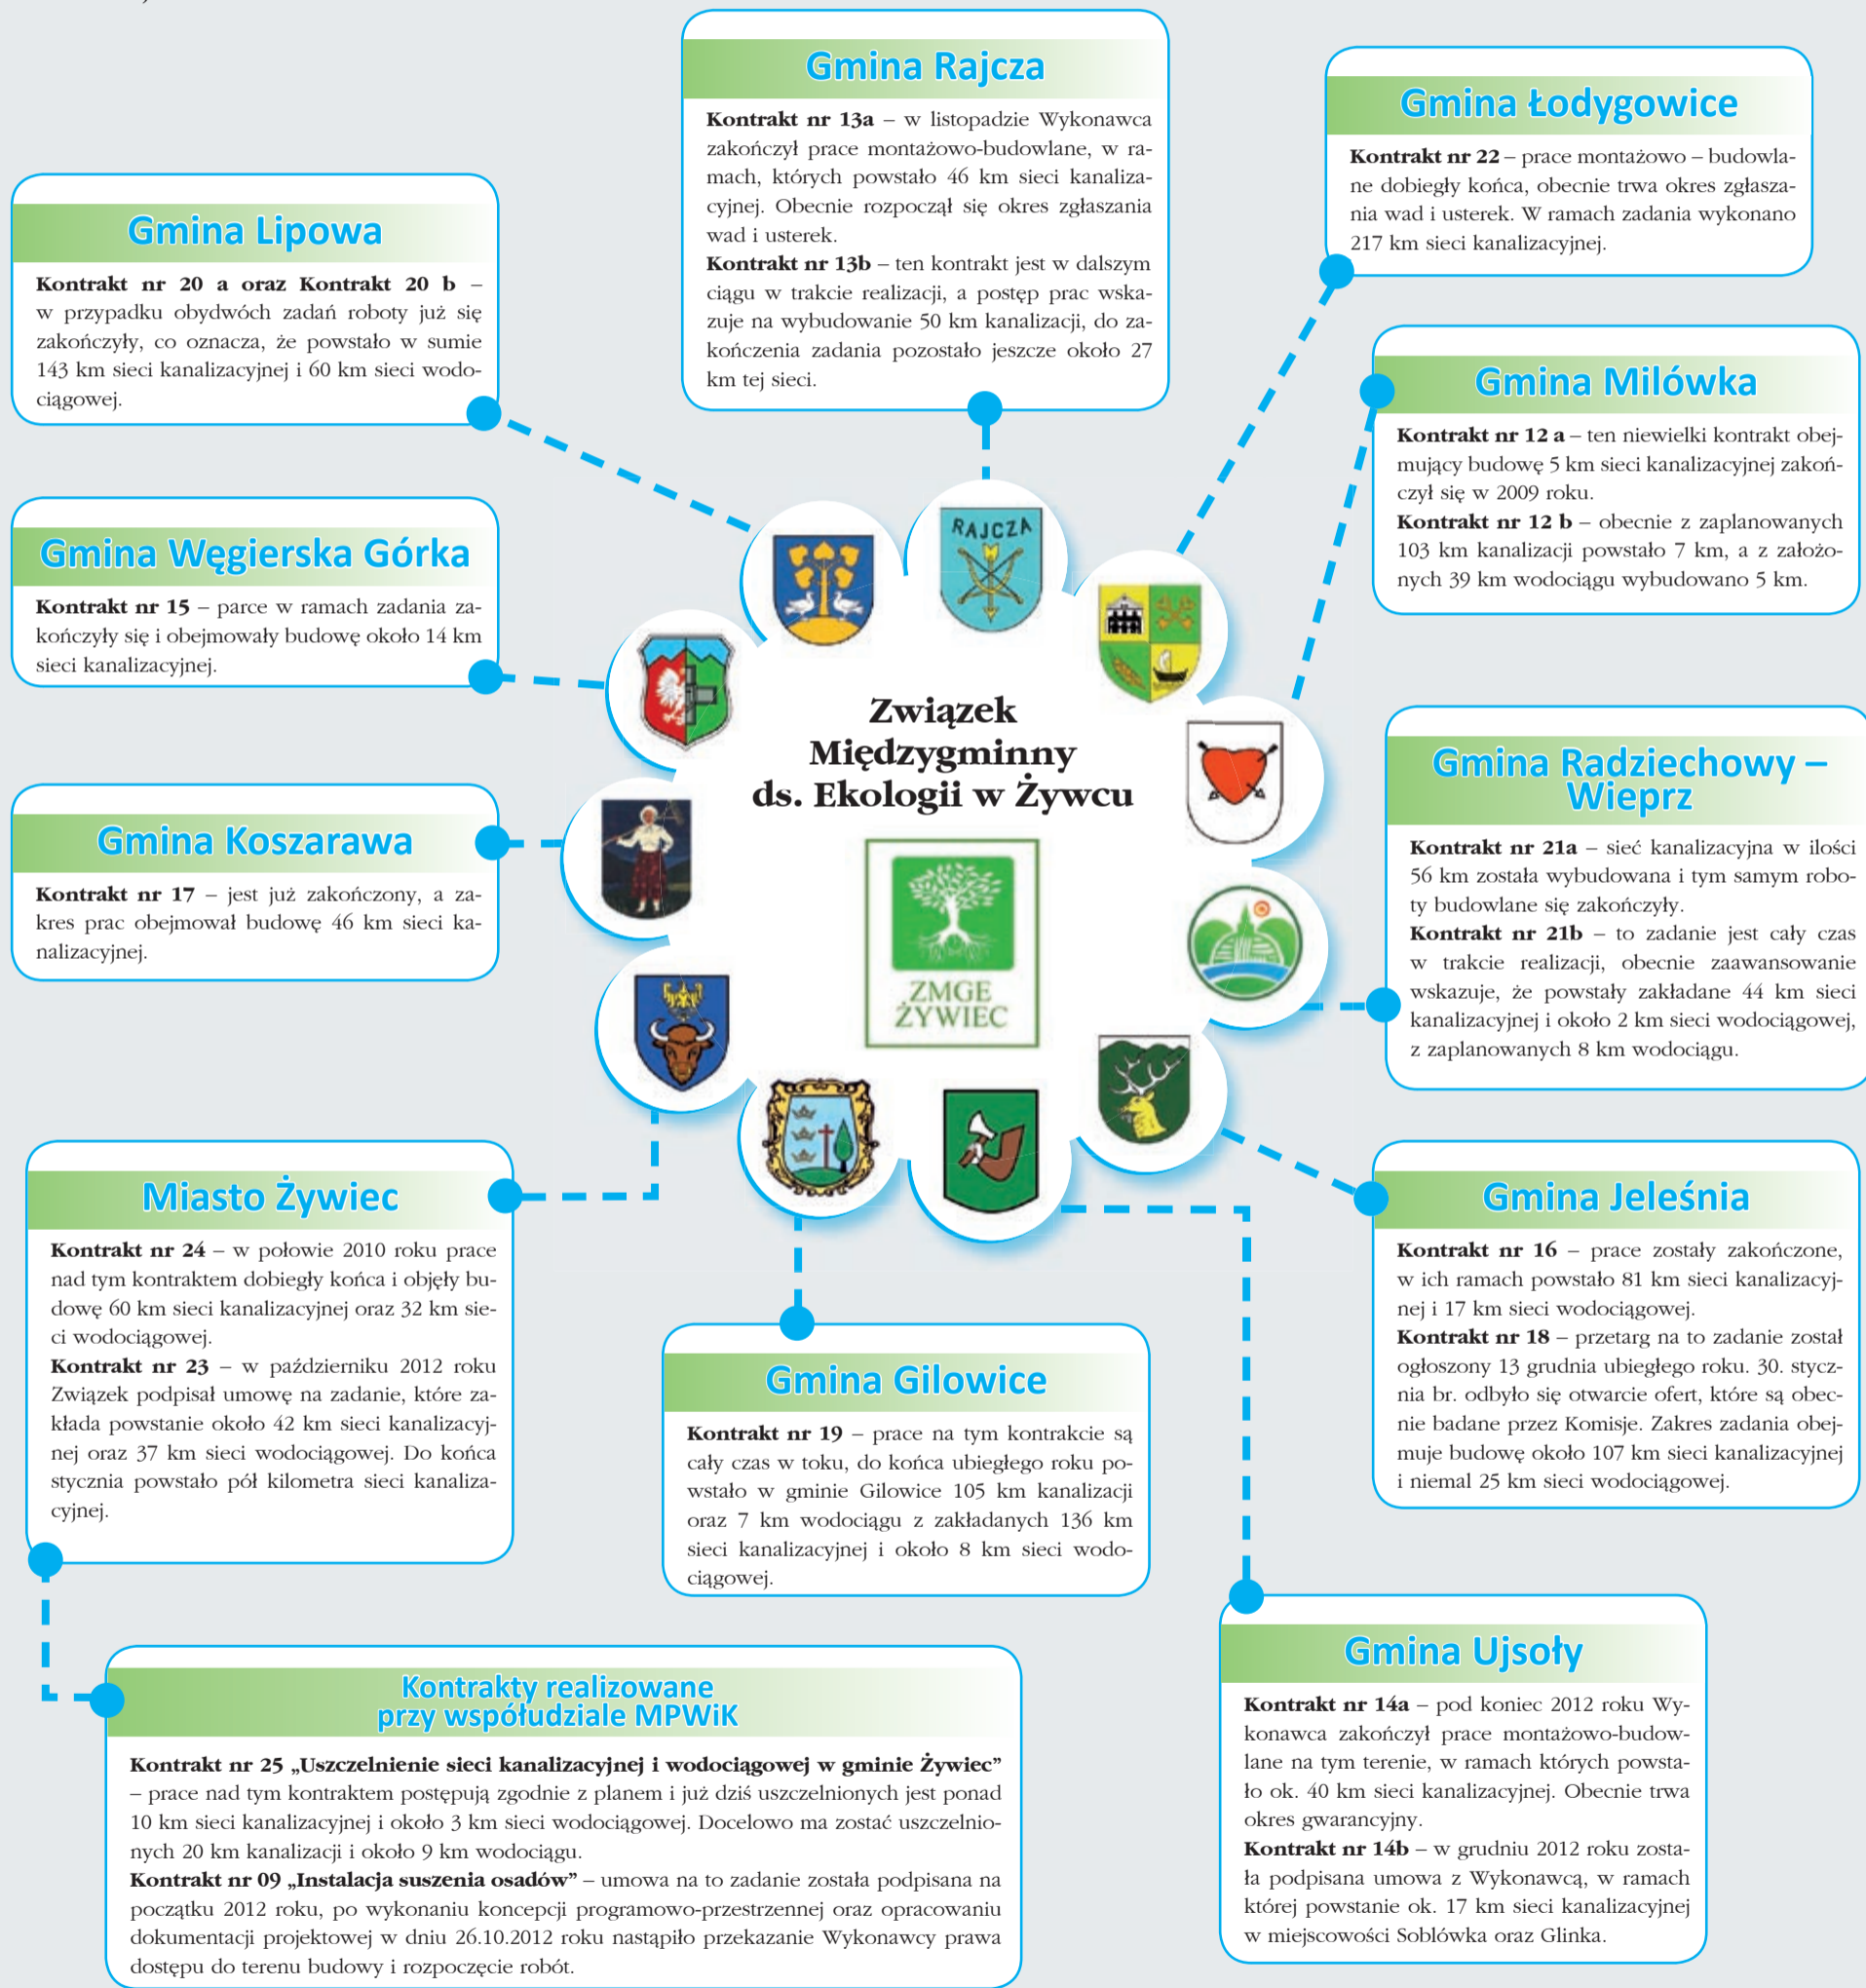 Gmina Rajcza
Kontrakt nr 13a – w listopadzie Wykonawca
zakończył prace montażowo-budowlane, w ra-
mach, których powstało 46 km sieci kanaliza-
cyjnej. Obecnie rozpoczął się okres zgłaszania
wad i usterek.
Kontrakt nr 13b – ten kontrakt jest w dalszym
ciągu w trakcie realizacji, a postęp prac wska-
zuje na wybudowanie 50 km kanalizacji, do za-
kończenia zadania pozostało jeszcze około 27
km tej sieci.
Gmina Łodygowice
Kontrakt nr 22 – prace montażowo – budowla-
ne dobiegły końca, obecnie trwa okres zgłasza-
nia wad i usterek. W ramach zadania wykonano
217 km sieci kanalizacyjnej.
Gmina Lipowa
Kontrakt nr 20 a oraz Kontrakt 20 b –
w przypadku obydwóch zadań roboty już się
zakończyły, co oznacza, że powstało w sumie
143 km sieci kanalizacyjnej i 60 km sieci wodo-
ciągowej.
Gmina Milówka
Kontrakt nr 12 a – ten niewielki kontrakt obej-
mujący budowę 5 km sieci kanalizacyjnej zakoń-
czył się w 2009 roku.
Kontrakt nr 12 b – obecnie z zaplanowanych
103 km kanalizacji powstało 7 km, a z założo-
nych 39 km wodociągu wybudowano 5 km.
Gmina Węgierska Górka
Kontrakt nr 15 – parce w ramach zadania za-
kończyły się i obejmowały budowę około 14 km
sieci kanalizacyjnej.
RAJCZA
Związek
Międzygminny
ds. Ekologii w Żywcu
ZMGE
ŻYWIEC
Gmina Radziechowy –
Wieprz
Kontrakt nr 21a – sieć kanalizacyjna w ilości
56 km została wybudowana i tym samym robo-
ty budowlane się zakończyły.
Kontrakt nr 21b – to zadanie jest cały czas
w trakcie realizacji, obecnie zaawansowanie
wskazuje, że powstały zakładane 44 km sieci
kanalizacyjnej i około 2 km sieci wodociągowej,
z zaplanowanych 8 km wodociągu.
Gmina Koszarawa
Kontrakt nr 17 – jest już zakończony, a za-
kres prac obejmował budowę 46 km sieci ka-
nalizacyjnej.
Miasto Żywiec
Kontrakt nr 24 – w połowie 2010 roku prace
nad tym kontraktem dobiegły końca i objęły bu-
dowę 60 km sieci kanalizacyjnej oraz 32 km sie-
ci wodociągowej.
Kontrakt nr 23 – w październiku 2012 roku
Związek podpisał umowę na zadanie, które za-
kłada powstanie około 42 km sieci kanalizacyj-
nej oraz 37 km sieci wodociągowej. Do końca
stycznia powstało pół kilometra sieci kanaliza-
cyjnej.
Gmina Jeleśnia
Kontrakt nr 16 – prace zostały zakończone,
w ich ramach powstało 81 km sieci kanalizacyj-
nej i 17 km sieci wodociągowej.
Kontrakt nr 18 – przetarg na to zadanie został
ogłoszony 13 grudnia ubiegłego roku. 30. stycz-
nia br. odbyło się otwarcie ofert, które są obec-
nie badane przez Komisje. Zakres zadania obej-
muje budowę około 107 km sieci kanalizacyjnej
i niemal 25 km sieci wodociągowej.
Gmina Gilowice
Kontrakt nr 19 – prace na tym kontrakcie są
cały czas w toku, do końca ubiegłego roku po-
wstało w gminie Gilowice 105 km kanalizacji
oraz 7 km wodociągu z zakładanych 136 km
sieci kanalizacyjnej i około 8 km sieci wodo-
ciągowej.
Gmina Ujsoły
Kontrakt nr 14a – pod koniec 2012 roku Wy-
konawca zakończył prace montażowo-budow-
lane na tym terenie, w ramach których powsta-
ło ok. 40 km sieci kanalizacyjnej. Obecnie trwa
okres gwarancyjny.
Kontrakt nr 14b – w grudniu 2012 roku zosta-
ła podpisana umowa z Wykonawcą, w ramach
której powstanie ok. 17 km sieci kanalizacyjnej
w miejscowości Soblówka oraz Glinka.
Kontrakty realizowane
przy współudziale MPWiK
Kontrakt nr 25 „Uszczelnienie sieci kanalizacyjnej i wodociągowej w gminie Żywiec”
– prace nad tym kontraktem postępują zgodnie z planem i już dziś uszczelnionych jest ponad
10 km sieci kanalizacyjnej i około 3 km sieci wodociągowej. Docelowo ma zostać uszczelnio-
nych 20 km kanalizacji i około 9 km wodociągu.
Kontrakt nr 09 „Instalacja suszenia osadów” – umowa na to zadanie została podpisana na
początku 2012 roku, po wykonaniu koncepcji programowo-przestrzennej oraz opracowaniu
dokumentacji projektowej w dniu 26.10.2012 roku nastąpiło przekazanie Wykonawcy prawa
dostępu do terenu budowy i rozpoczęcie robót.